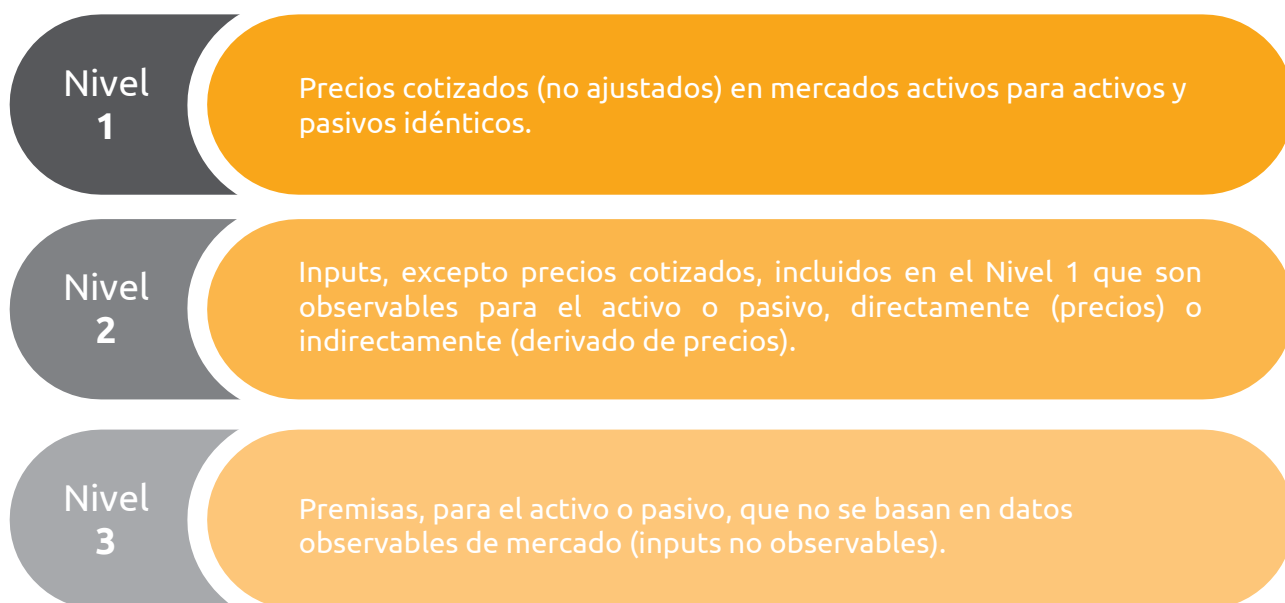 Nivel
1
Precios cotizados (no ajustados) en mercados activos para activos y
pasivos idénticos.
Nivel
2
Inputs, excepto precios cotizados, incluidos en el Nivel 1 que son
observables para el activo o pasivo, directamente (precios) o
indirectamente (derivado de precios).
Nivel
3
Premisas, para el activo o pasivo, que no se basan en datos
observables de mercado (inputs no observables).